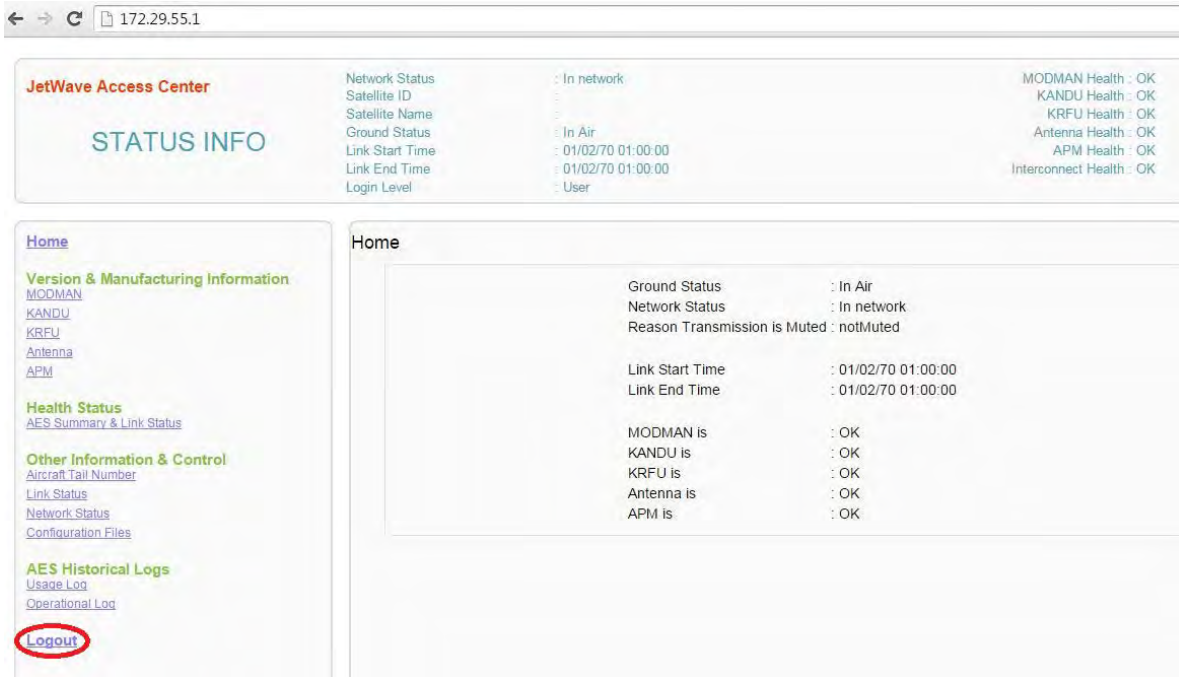 172.29.55.1
JetWave Access Center
STATUS INFO
Network Status : In network
Satellite ID :
Satellite Name :
Ground Status : In Air
Link Start Time : 01/02/70 01:00:00
Link End Time : 01/02/70 01:00:00
Login Level : User
MODMAN Health : OK
KANDU Health : OK
KRFU Health : OK
Antenna Health : OK
APM Health : OK
Interconnect Health : OK
Home
Version & Manufacturing Information
MODMAN
KANDU
KRFU
Antenna
APM
Health Status
AES Summary & Link Status
Other Information & Control
Aircraft Tail Number
Link Status
Network Status
Configuration Files
AES Historical Logs
Usage Log
Operational Log
Logout
Home
Ground Status : In Air
Network Status : In network
Reason Transmission is Muted : notMuted
Link Start Time : 01/02/70 01:00:00
Link End Time : 01/02/70 01:00:00
MODMAN is : OK
KANDU is : OK
KRFU is : OK
Antenna is : OK
APM is : OK